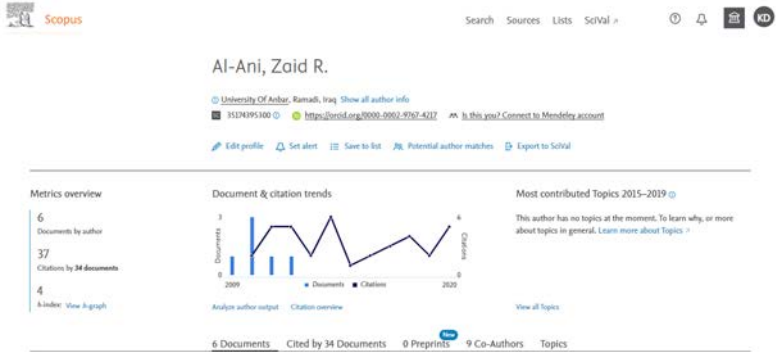 Scopus
Search Sources Lists SciVal ↗
KD
Al-Ani, Zaid R.
University Of Anbar, Ramadi, Iraq Show all author info
35174395300 https://orcid.org/0000-0002-9767-4217 Is this you? Connect to Mendeley account
Edit profile Set alert Save to list Potential author matches Export to SciVal
Metrics overview
6
Documents by author
37
Citations by 34 documents
4
h-index: View h-graph
Document & citation trends
3
6
Documents
Citations
0
0
2009
2020
Documents Citations
Analyze author output Citation overview
Most contributed Topics 2015–2019
This author has no topics at the moment. To learn why, or more
about topics in general. Learn more about Topics ↗
View all Topics
New
6 Documents Cited by 34 Documents 0 Preprints 9 Co-Authors Topics